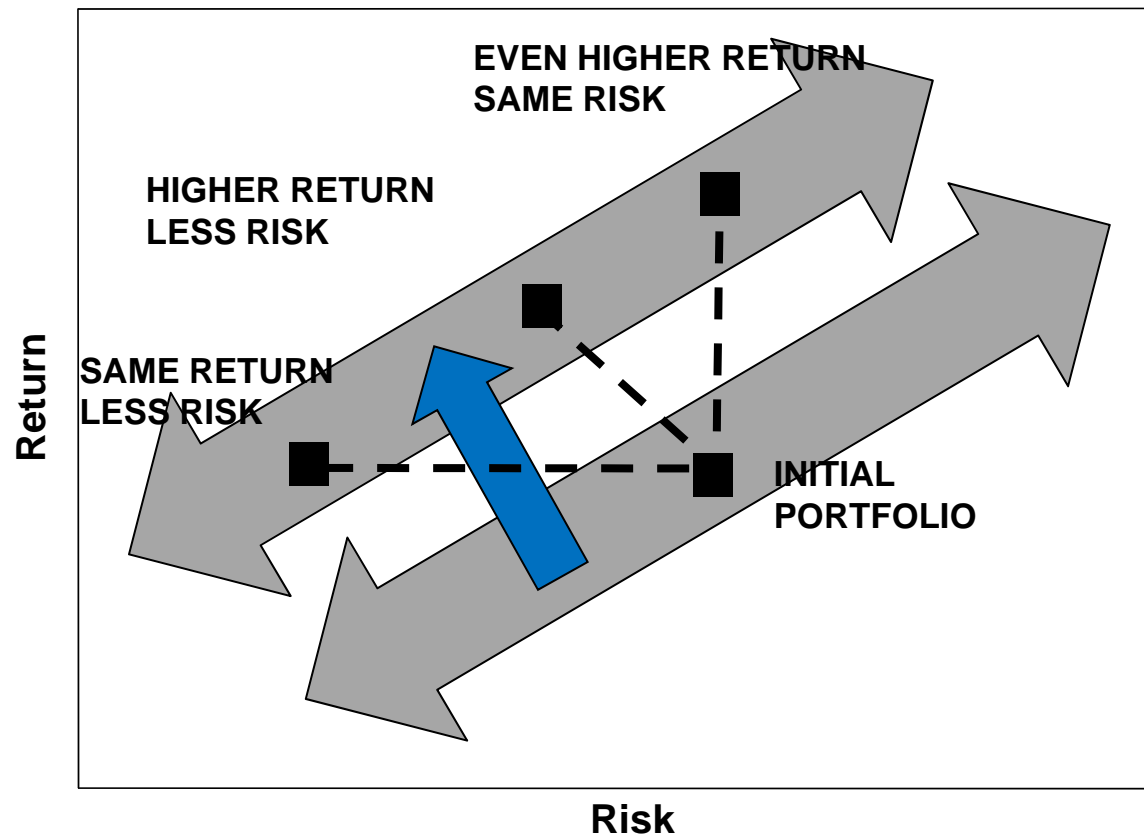 EVEN HIGHER RETURN
SAME RISK
HIGHER RETURN
LESS RISK
SAME RETURN
LESS RISK
INITIAL
PORTFOLIO
Return
Risk